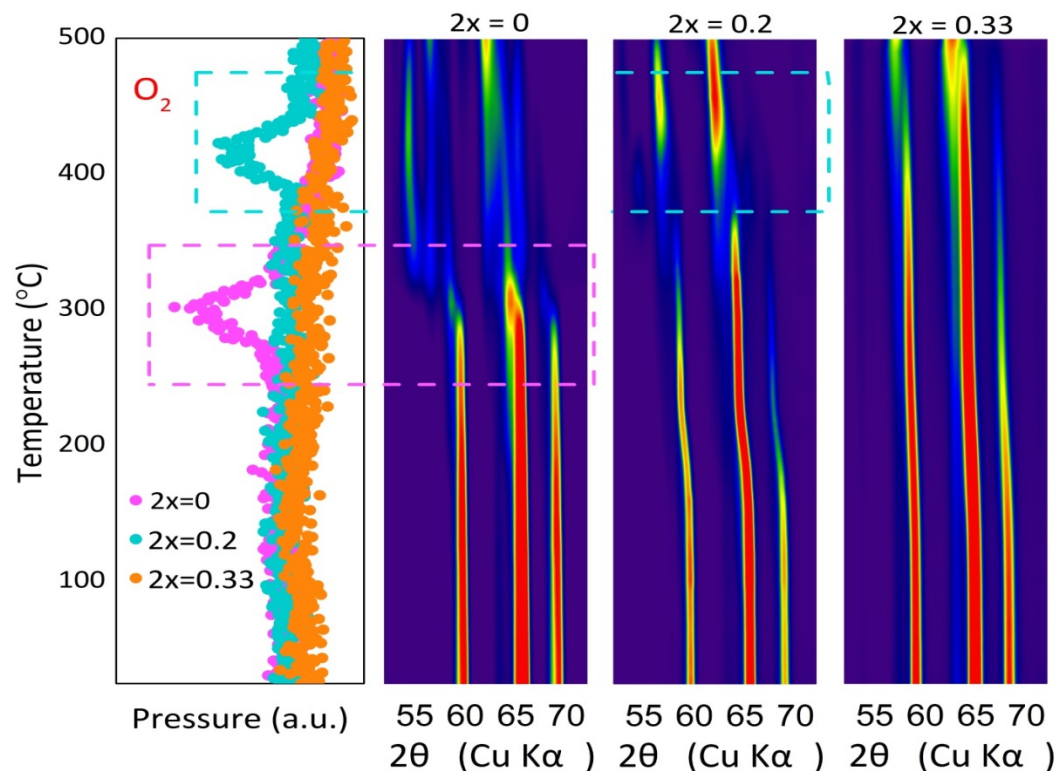 2x = 0
2x = 0.2
2x = 0.33
500
400
300
200
100
Temperature (°C)
O₂
2x=0
2x=0.2
2x=0.33
Pressure (a.u.)
55 60 65 70
2θ (Cu Kα )
55 60 65 70
2θ (Cu Kα )
55 60 65 70
2θ (Cu Kα )